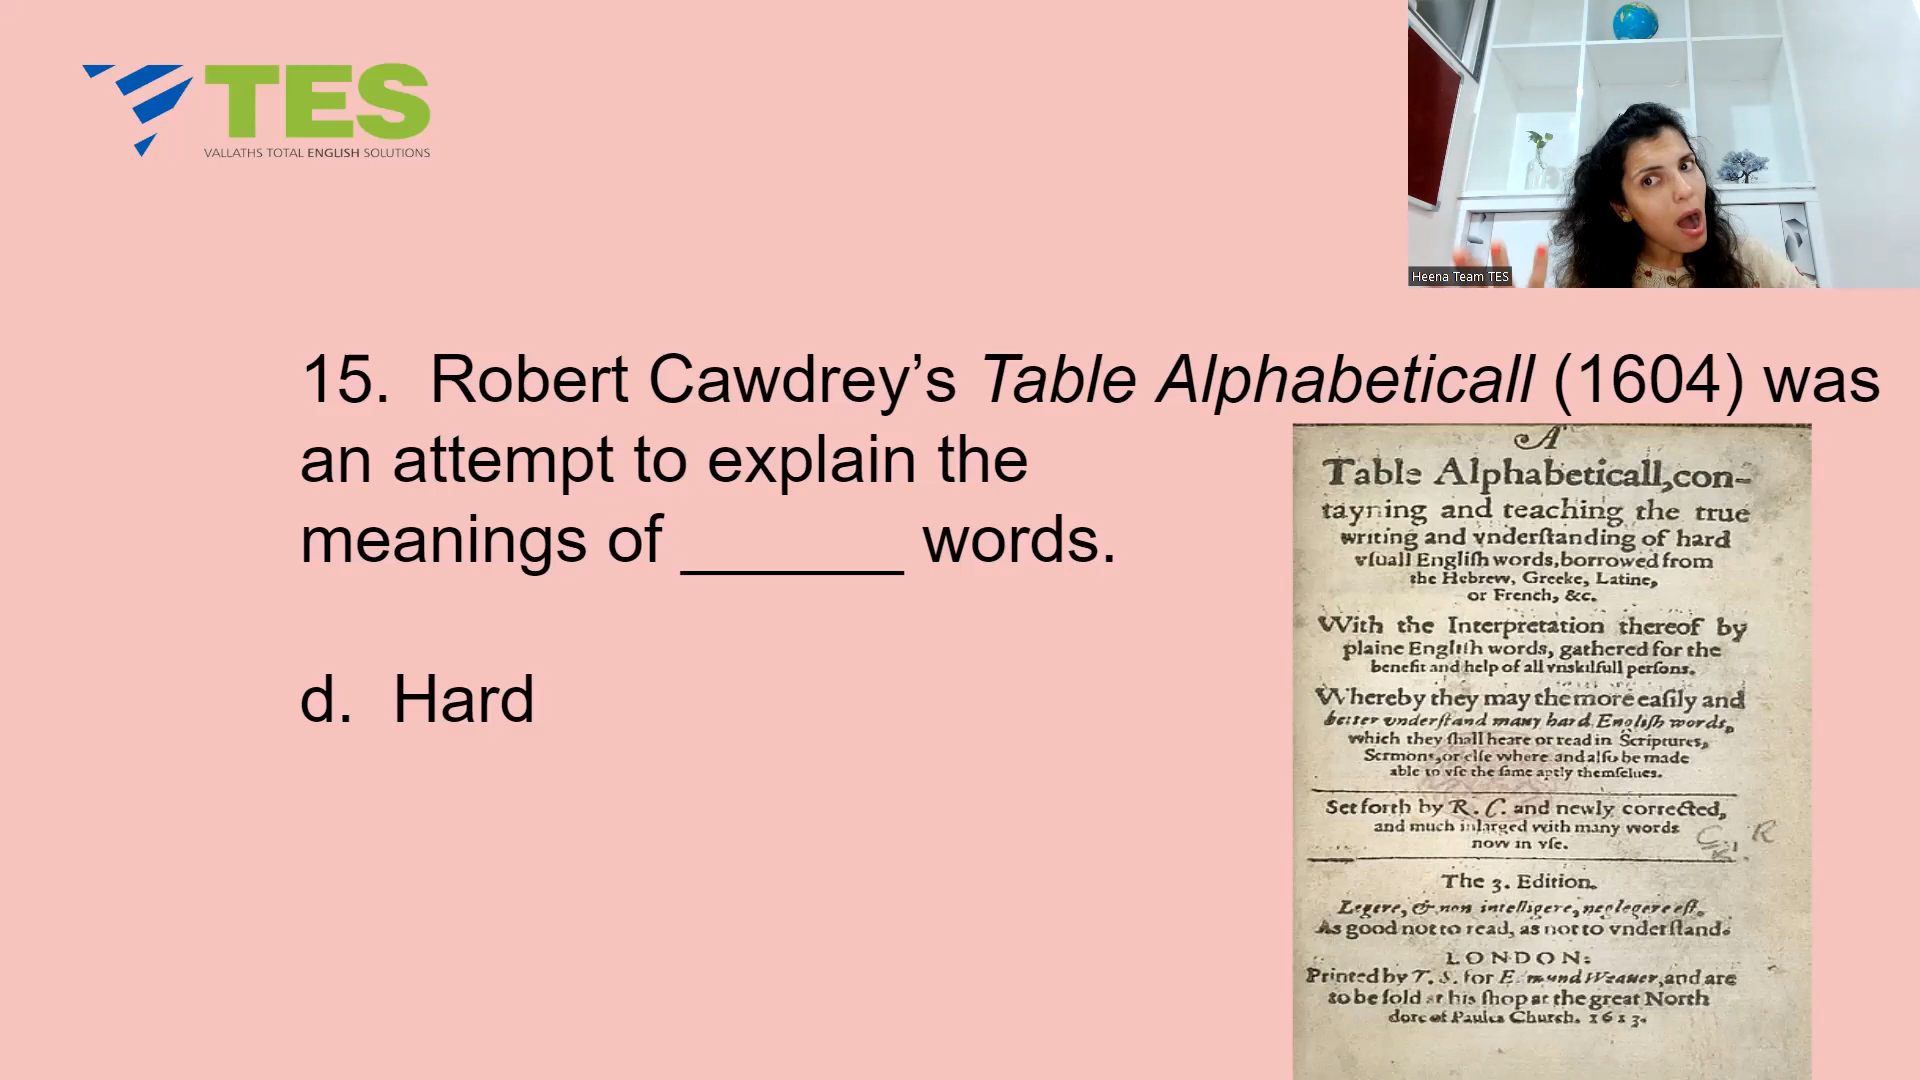 TES
VALLATHS TOTAL ENGLISH SOLUTIONS
Heena Team TES
15. Robert Cawdrey’s Table Alphabeticall (1604) was
an attempt to explain the
meanings of _______ words.
d. Hard
A
Table Alphabeticall, con-
tayning and teaching the true
writing and vnderſtanding of hard
vſuall Engliſh words, borrowed from
the Hebrew, Greeke, Latine,
or French, &c.
With the Interpretation thereof by
plaine Engliſh words, gathered for the
benefit and help of all vnskilfull perſons.
Whereby they may the more eaſily and
better vnderſtand many hard Engliſh words,
which they ſhall heare or read in Scriptures,
Sermons, or elſe where and alſo be made
able to vſe the ſame aptly themſelues.
Set forth by R. C. and newly corrected,
and much inlarged with many words
now in vſe.
The 3. Edition.
Legere, & non intelligere, neglegere eſt.
As good not to read, as not to vnderſtand.
LONDON:
Printed by T. S. for Edmund Weauer, and are
to be ſold at his ſhop at the great North
dore of Paules Church. 1613.